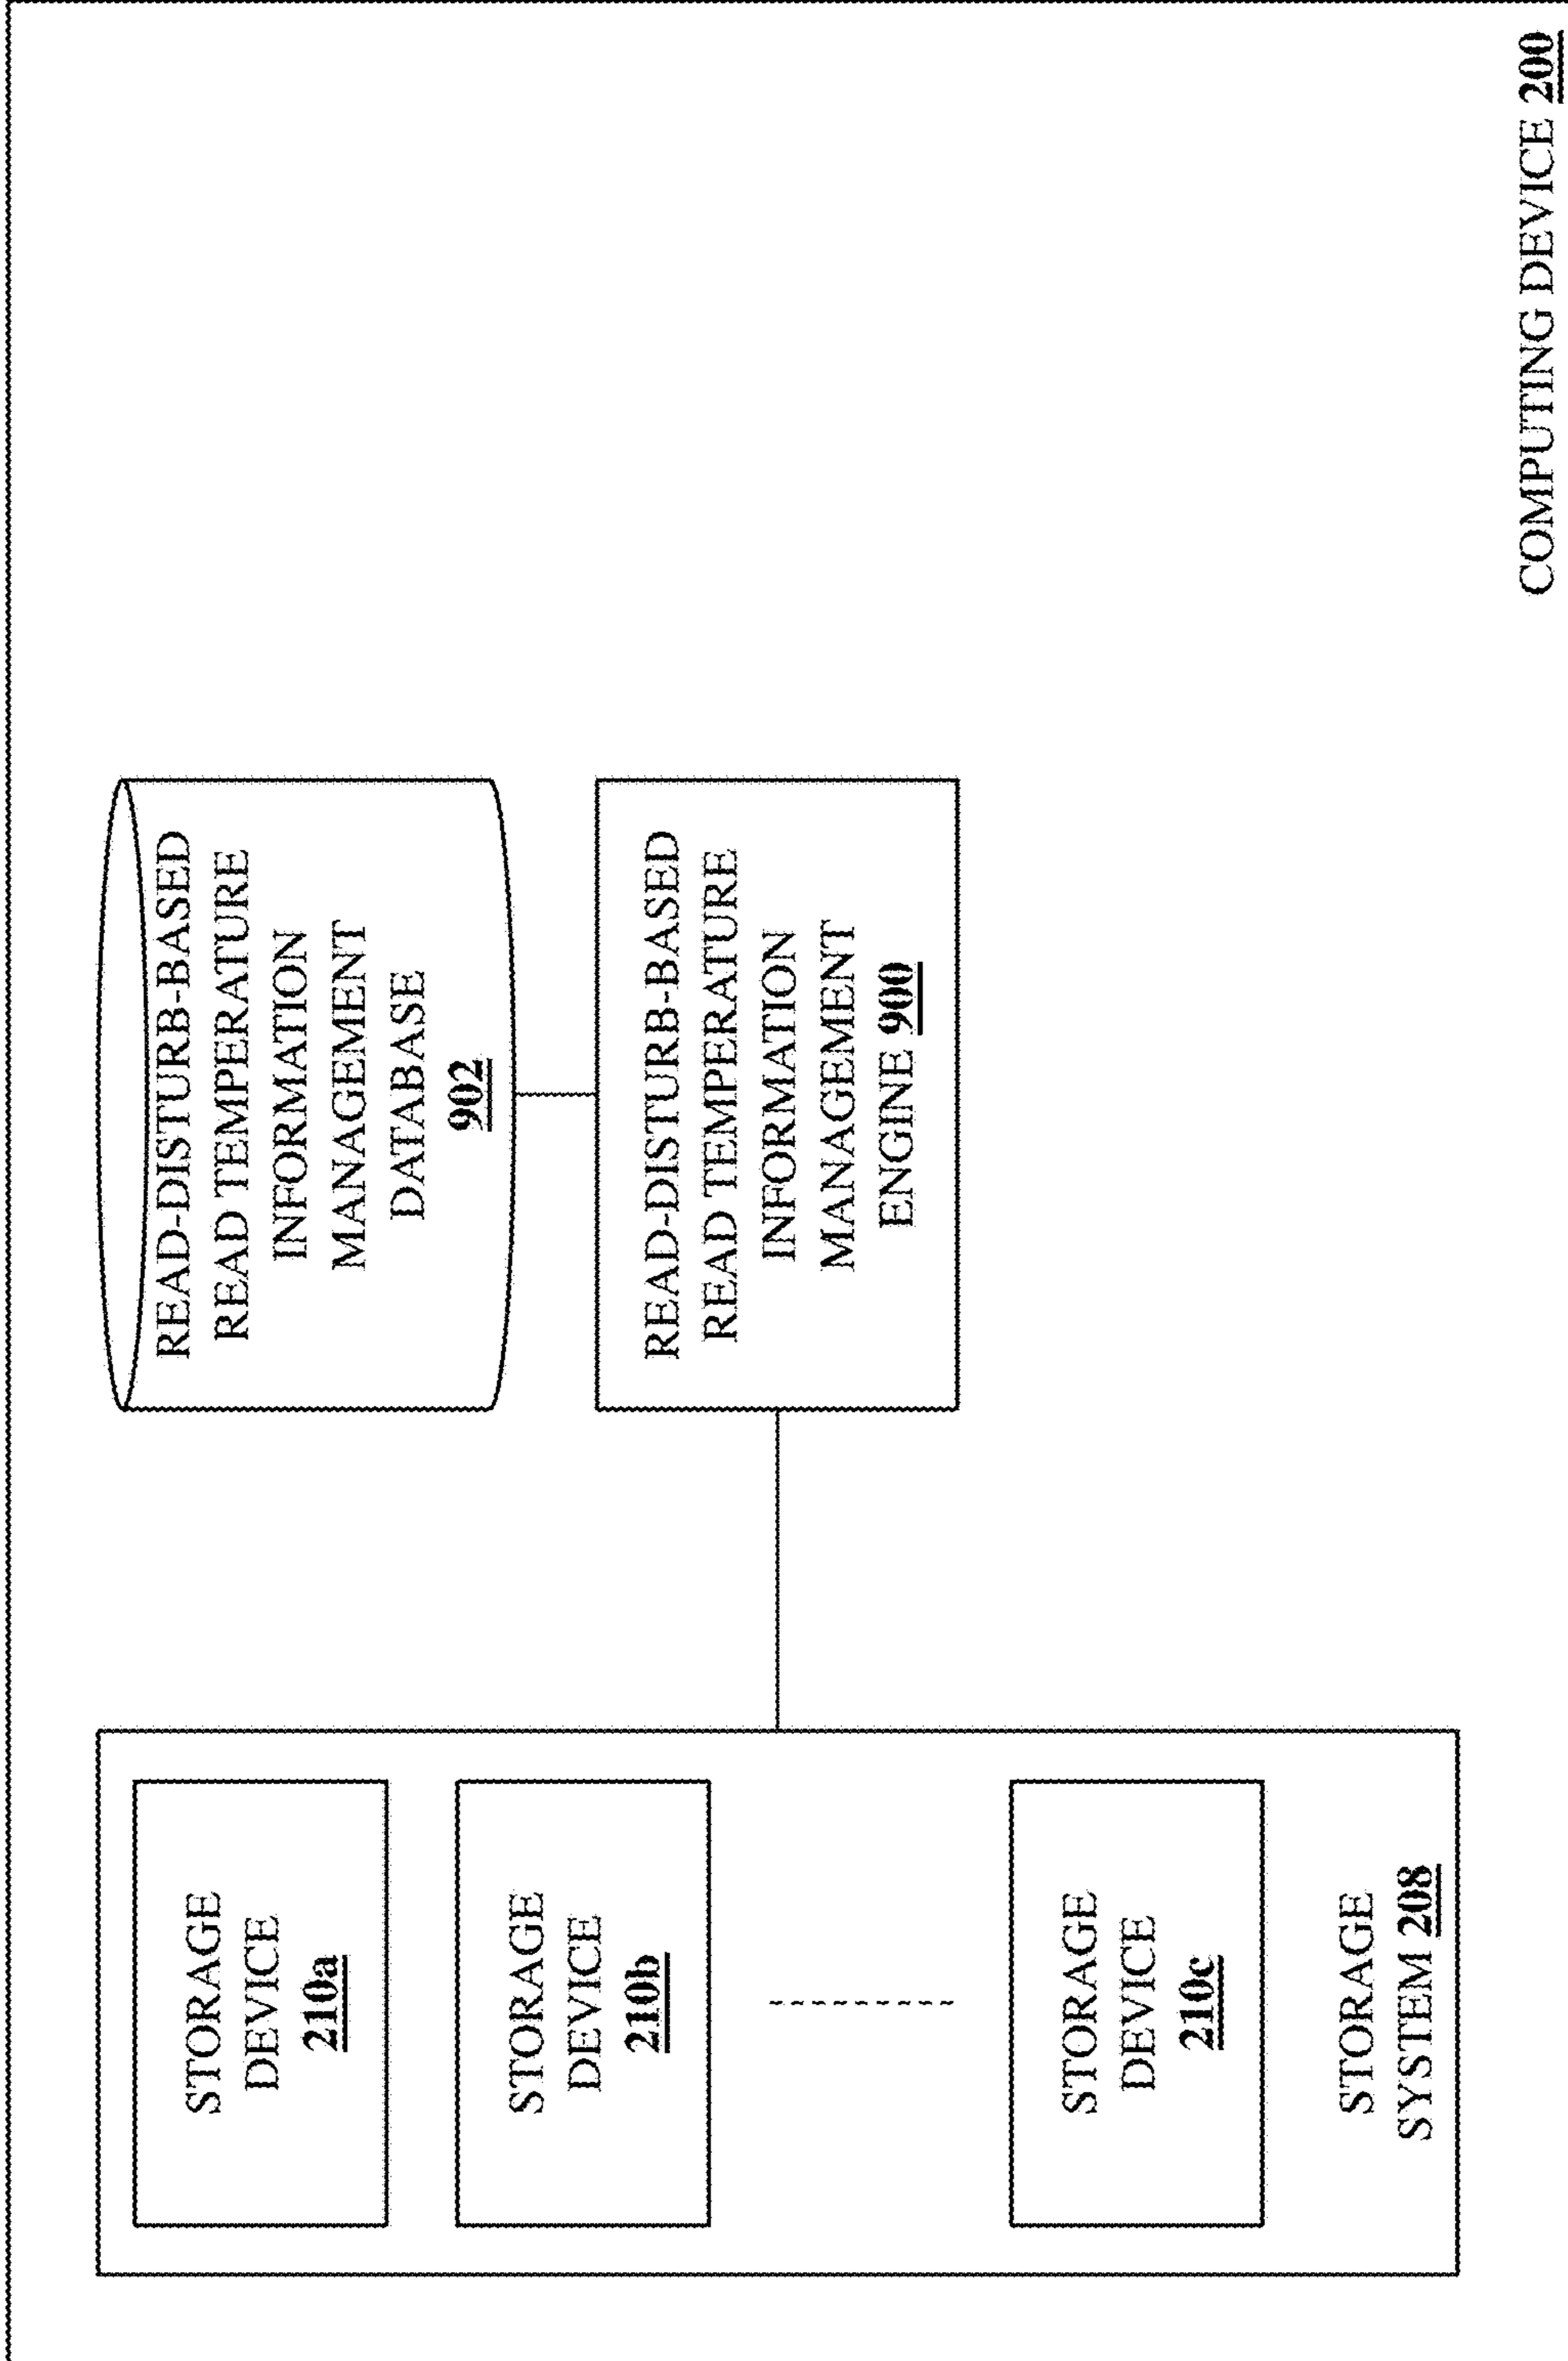 STORAGE
DEVICE
210a
STORAGE
DEVICE
210b
STORAGE
DEVICE
210c
STORAGE
SYSTEM 208
READ-DISTURB-BASED
READ TEMPERATURE
INFORMATION
MANAGEMENT
DATABASE
902
READ-DISTURB-BASED
READ TEMPERATURE
INFORMATION
MANAGEMENT
ENGINE 900
COMPUTING DEVICE 200